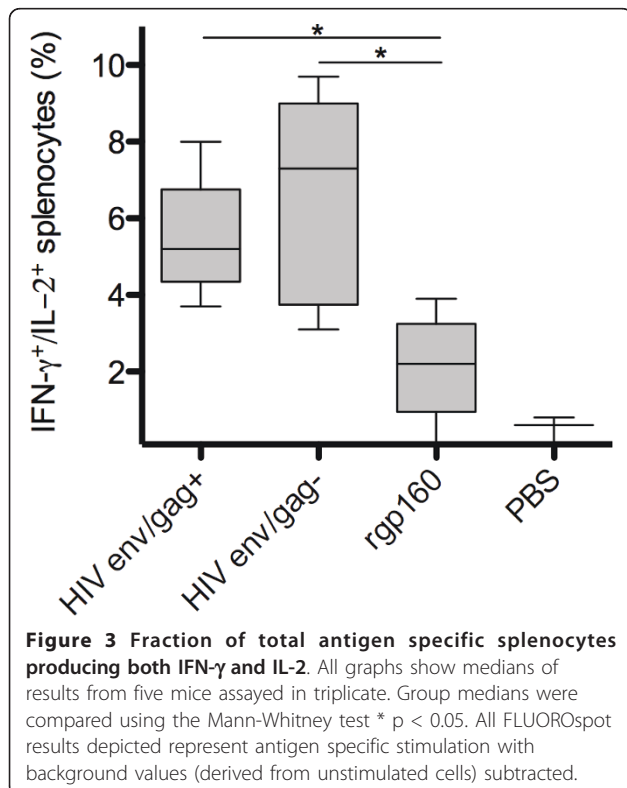 *
*
IFN-γ⁺/IL–2⁺ splenocytes (%)
10
8
6
4
2
HIV env/gag+
HIV env/gag-
rgp160
PBS
Figure 3 Fraction of total antigen specific splenocytes
producing both IFN-γ and IL-2. All graphs show medians of
results from five mice assayed in triplicate. Group medians were
compared using the Mann-Whitney test * p < 0.05. All FLUOROspot
results depicted represent antigen specific stimulation with
background values (derived from unstimulated cells) subtracted.